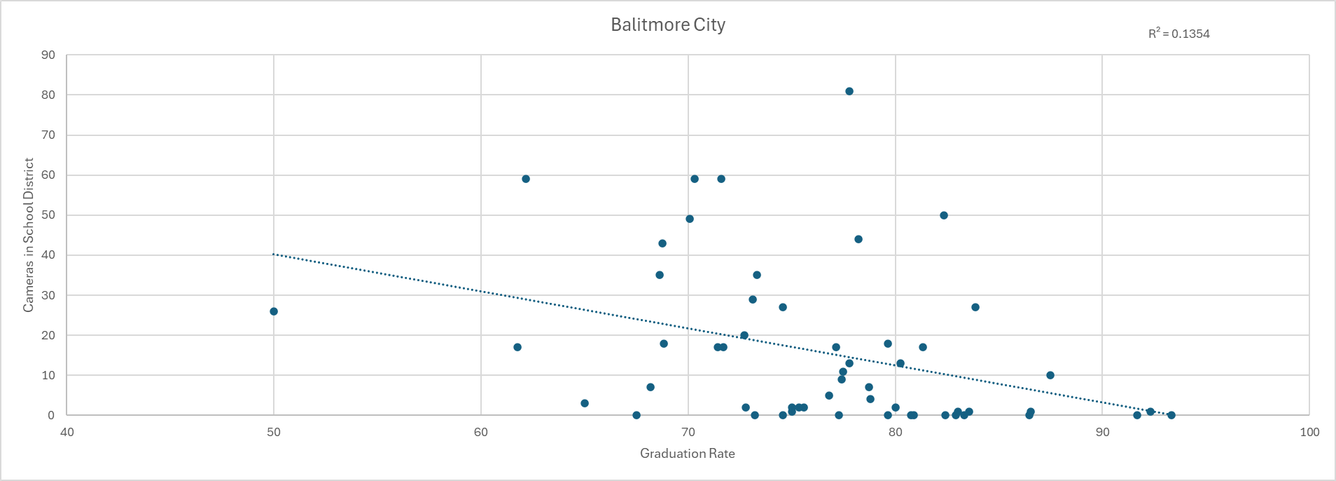 Balitmore City
R² = 0.1354
90
80
70
60
50
40
30
20
10
0
Cameras in School District
40 50 60 70 80 90 100
Graduation Rate